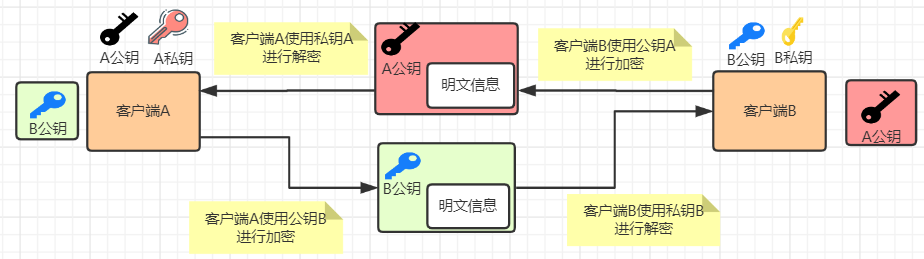 A公钥
A私钥
客户端A使用私钥A
进行解密
A公钥
明文信息
客户端B使用公钥A
进行加密
B公钥
B私钥
B公钥
客户端A
客户端B
A公钥
B公钥
明文信息
客户端A使用公钥B
进行加密
客户端B使用私钥B
进行解密